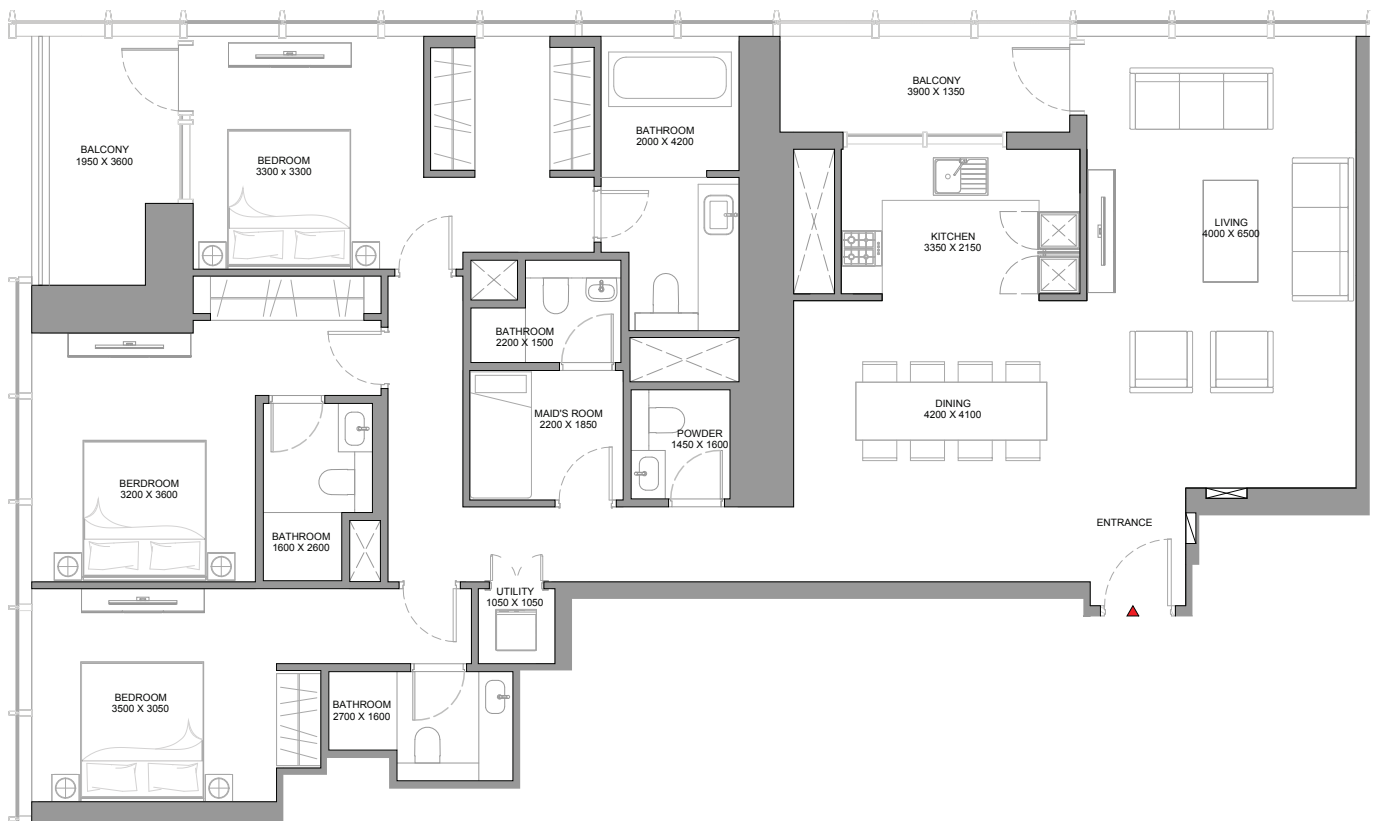 BALCONY
3900 X 1350
BATHROOM
2000 X 4200
BALCONY
1950 X 3600
BEDROOM
3300 x 3300
LIVING
4000 X 6500
KITCHEN
3350 X 2150
BATHROOM
2200 X 1500
DINING
4200 X 4100
MAID'S ROOM
2200 X 1850
POWDER
1450 X 1600
BERDROOM
3200 X 3600
ENTRANCE
BATHROOM
1600 X 2600
UTILITY
1050 X 1050
BEDROOM
3500 X 3050
BATHROOM
2700 X 1600